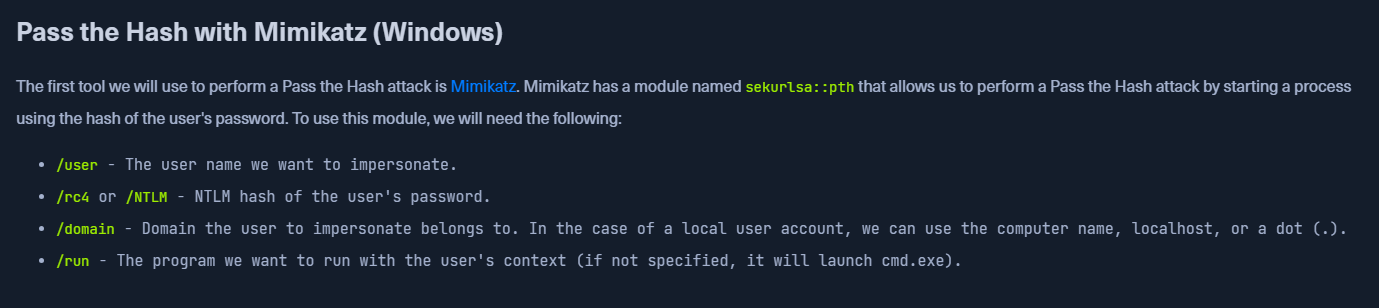 Pass the Hash with Mimikatz (Windows)
The first tool we will use to perform a Pass the Hash attack is Mimikatz. Mimikatz has a module named sekurlsa::pth that allows us to perform a Pass the Hash attack by starting a process
using the hash of the user's password. To use this module, we will need the following:
• /user - The user name we want to impersonate.
• /rc4 or /NTLM - NTLM hash of the user's password.
• /domain - Domain the user to impersonate belongs to. In the case of a local user account, we can use the computer name, localhost, or a dot (.).
• /run - The program we want to run with the user's context (if not specified, it will launch cmd.exe).